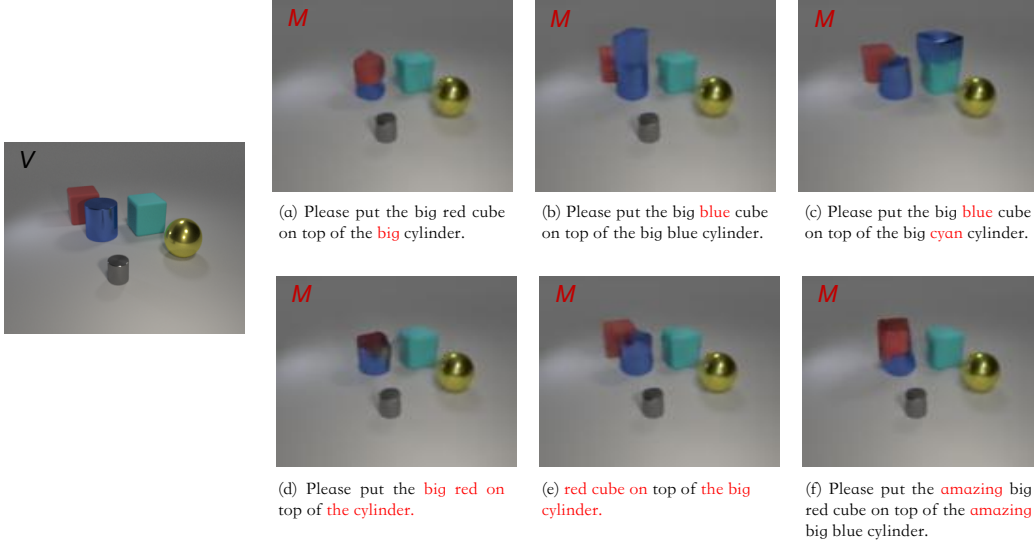 V
M
M
M
(a) Please put the big red cube
on top of the big cylinder.
(b) Please put the big blue cube
on top of the big blue cylinder.
(c) Please put the big blue cube
on top of the big cyan cylinder.
M
M
M
(d) Please put the big red on
top of the cylinder.
(e) red cube on top of the big
cylinder.
(f) Please put the amazing big
red cube on top of the amazing
big blue cylinder.